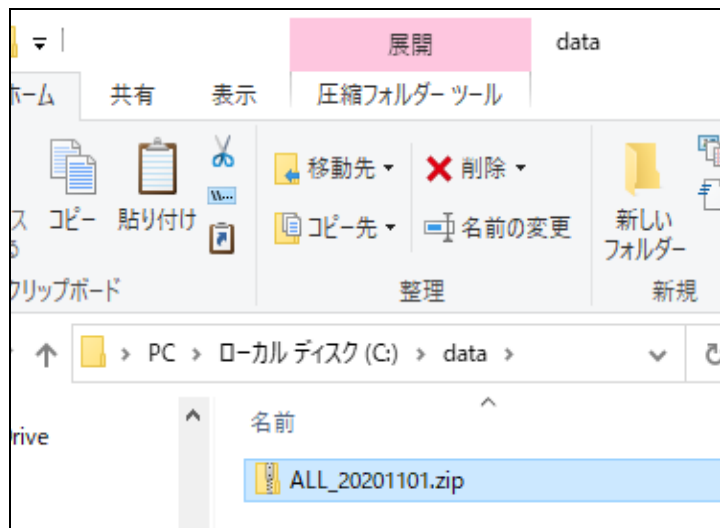 展開 data
ホーム 共有 表示 圧縮フォルダー ツール
コピー 貼り付け
移動先 削除
コピー先 名前の変更
新しい
フォルダー
クリップボード 整理 新規
PC ローカル ディスク (C:) data
rive
名前
ALL_20201101.zip